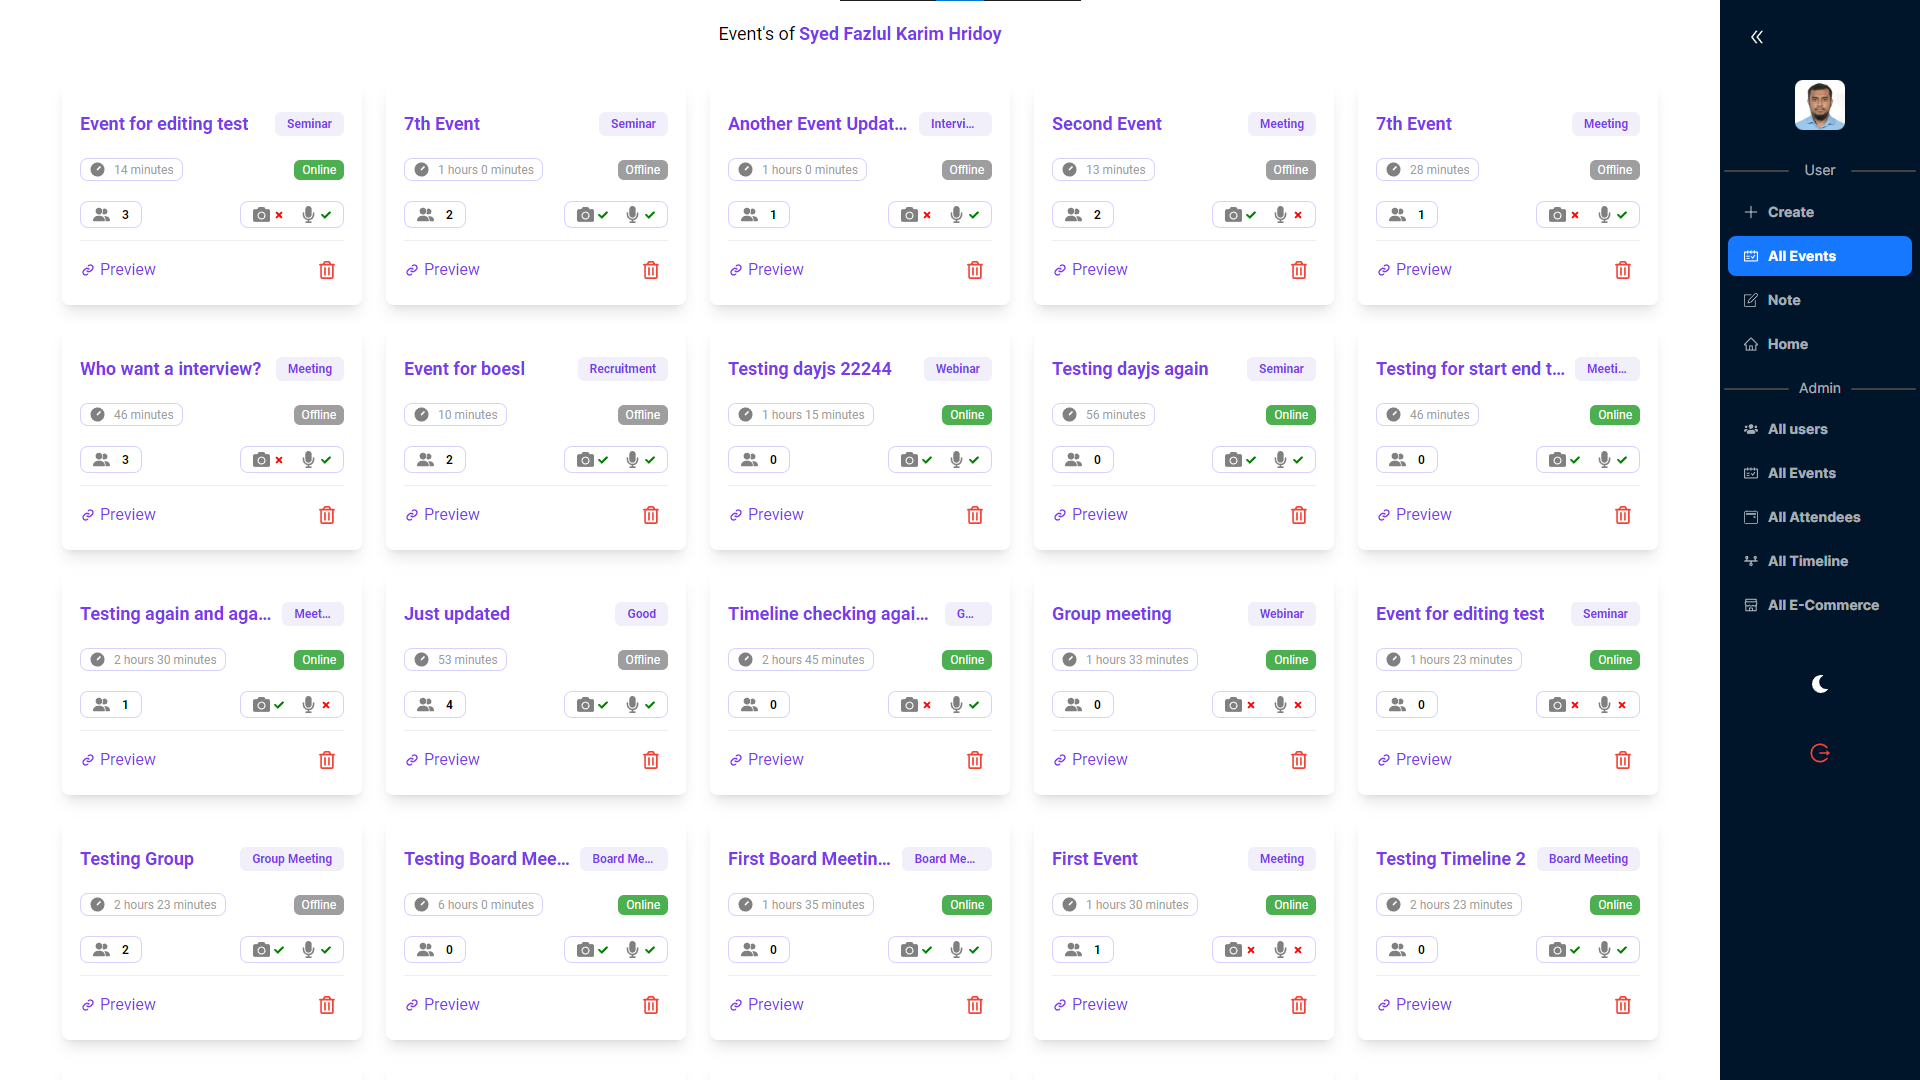 Event's of Syed Fazlul Karim Hridoy
Event for editing test Seminar
14 minutes Online
3
Preview
7th Event Seminar
1 hours 0 minutes Offline
2
Preview
Another Event Updat... Intervi...
1 hours 0 minutes Offline
1
Preview
Second Event Meeting
13 minutes Offline
2
Preview
7th Event Meeting
28 minutes Offline
1
Preview
Who want a interview? Meeting
46 minutes Offline
3
Preview
Event for boesl Recruitment
10 minutes Offline
2
Preview
Testing dayjs 22244 Webinar
1 hours 15 minutes Online
0
Preview
Testing dayjs again Seminar
56 minutes Online
0
Preview
Testing for start end t... Meeti...
46 minutes Online
0
Preview
Testing again and aga... Meet...
2 hours 30 minutes Online
1
Preview
Just updated Good
53 minutes Offline
4
Preview
Timeline checking agai... G...
2 hours 45 minutes Online
0
Preview
Group meeting Webinar
1 hours 33 minutes Online
0
Preview
Event for editing test Seminar
1 hours 23 minutes Online
0
Preview
Testing Group Group Meeting
2 hours 23 minutes Offline
2
Preview
Testing Board Mee... Board Me...
6 hours 0 minutes Online
0
Preview
First Board Meetin... Board Me...
1 hours 35 minutes Online
0
Preview
First Event Meeting
1 hours 30 minutes Online
1
Preview
Testing Timeline 2 Board Meeting
2 hours 23 minutes Online
0
Preview
User
Create
All Events
Note
Home
Admin
All users
All Events
All Attendees
All Timeline
All E-Commerce